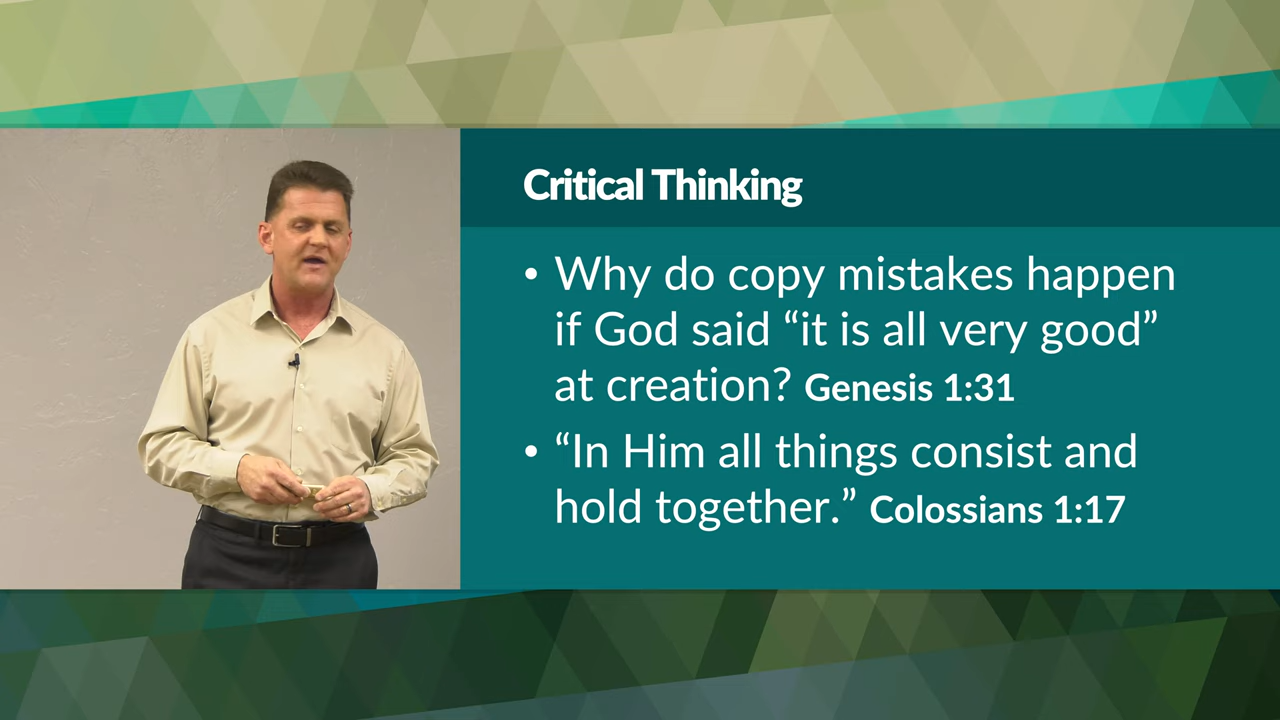 Critical Thinking
• Why do copy mistakes happen
if God said “it is all very good”
at creation? Genesis 1:31
• “In Him all things consist and
hold together.” Colossians 1:17